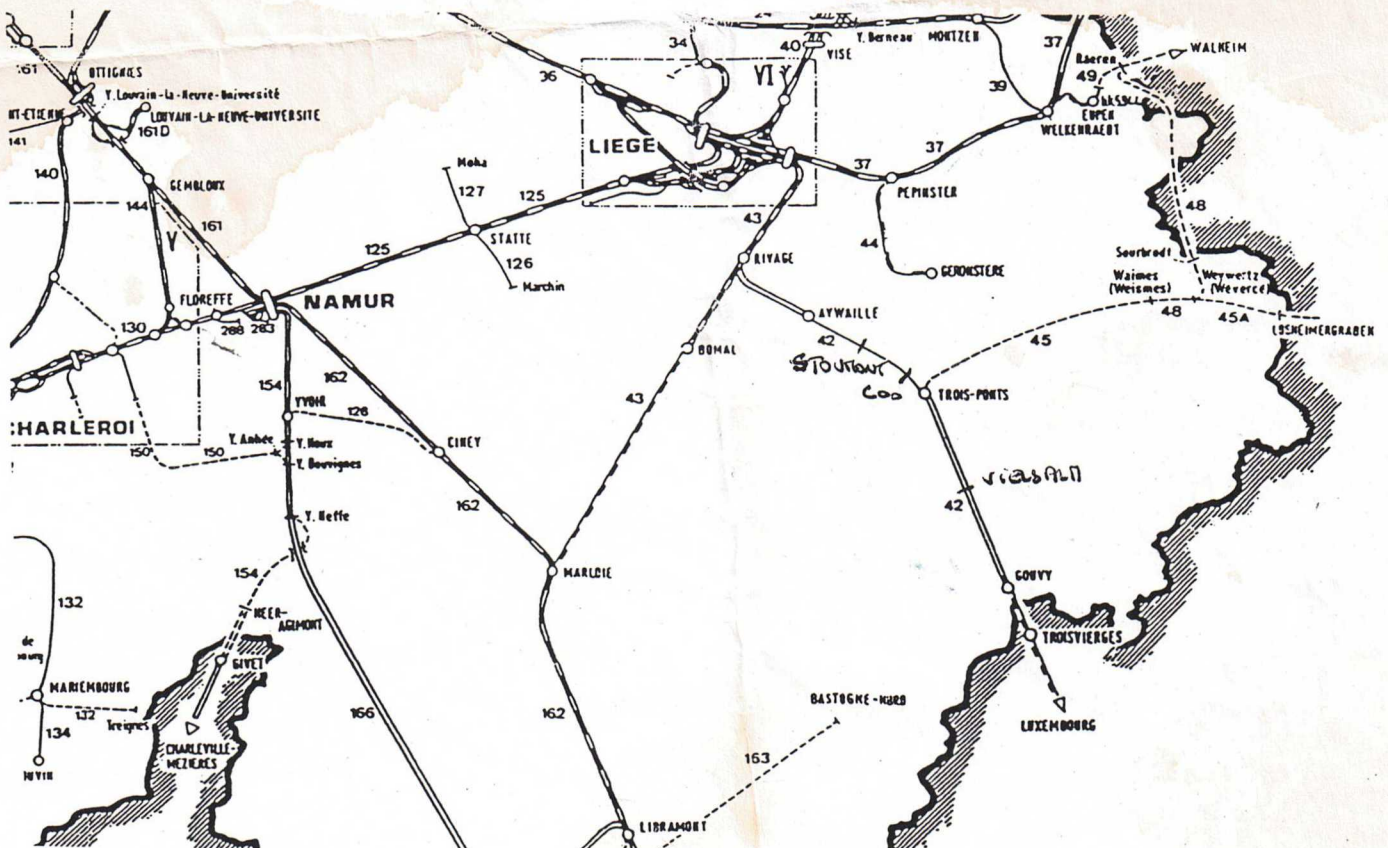 34
40
VISE
Y. Berneau
MONTZEN
37
WALHEIM
Raeren
49
36
VI
39
EUPEN
WELKENRAEDT
OTTIGNIES
Y. Louvain-la-Neuve-Université
LOUVAIN-LA-NEUVE-UNIVERSITE
161D
141
140
LIEGE
37
37
PEPINSTER
Moha
127
125
GEMBLOUX
144
161
V
43
44
48
STATTE
126
Marchin
125
RIVAGE
GERONSTERE
Sourbrodt
Waimes
(Weismes)
Weywertz
(Weverce)
48
45A
LOSNEIMERGRABEN
FLOREFFE
NAMUR
130
288
283
AYWAILLE
42
45
BOMAL
STOUMONT
COO
TROIS-PONTS
154
162
43
YVOIR
128
CHARLEROI
Y. Anhée
Y. Houx
CINEY
150
150
Y. Bouvignes
162
42
VIELSALM
Y. Neffe
154
MARLOIE
GOUVY
132
HEER-
AGIMONT
TROISVIERGES
de
GIVET
MARIEMBOURG
132
Treignes
134
166
162
BASTOGNE-NORD
LUXEMBOURG
CHARLEVILLE-
MEZIERES
163
LIBRAMONT